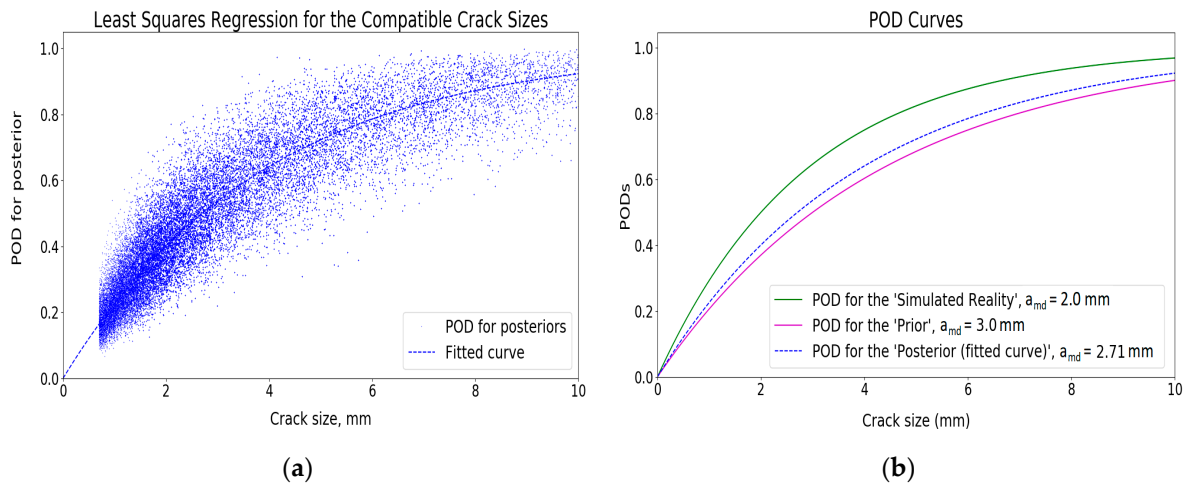 Least Squares Regression for the Compatible Crack Sizes
POD for posterior
1.0
0.8
0.6
0.4
0.2
0.0
0 2 4 6 8 10
Crack size, mm
POD for posteriors
Fitted curve
(a)
POD Curves
PODs
1.0
0.8
0.6
0.4
0.2
0.0
0 2 4 6 8 10
Crack size (mm)
POD for the 'Simulated Reality', a_md = 2.0 mm
POD for the 'Prior', a_md = 3.0 mm
POD for the 'Posterior (fitted curve)', a_md = 2.71 mm
(b)